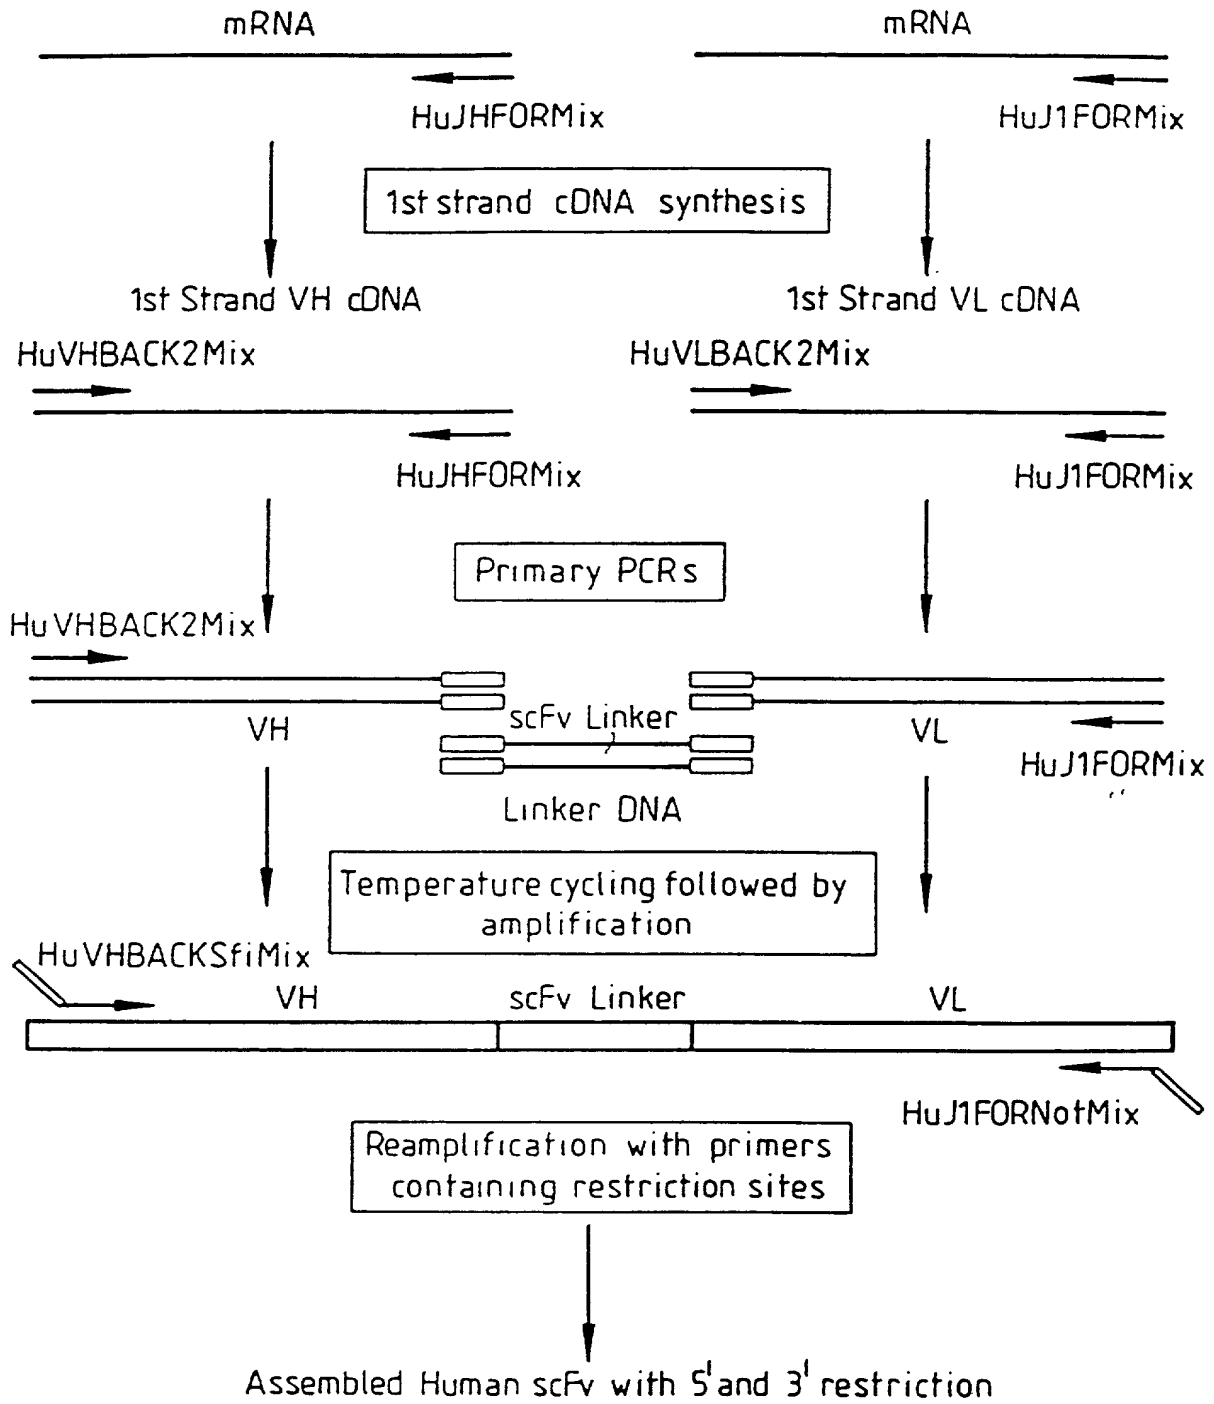 mRNA
mRNA
HuJHFORMix
HuJ1FORMix
1st strand cDNA synthesis
1st Strand VH cDNA
1st Strand VL cDNA
HuVHBACK2Mix
HuVLBACK2Mix
HuJHFORMix
HuJ1FORMix
Primary PCRs
HuVHBACK2Mix
scFv Linker
VH
VL
HuJ1FORMix
Linker DNA
Temperature cycling followed by
amplification
HuVHBACKSfiMix
VH
scFv Linker
VL
HuJ1FORNotMix
Reamplification with primers
containing restriction sites
Assembled Human scFv with 5' and 3' restriction